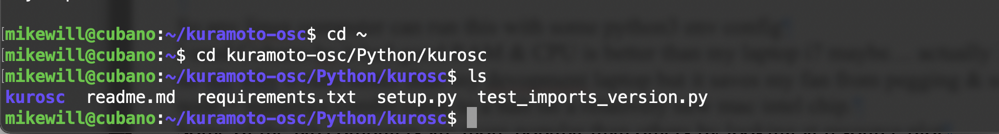 mikewill@cubano:~/kuramoto-osc$ cd ~
mikewill@cubano:~$ cd kuramoto-osc/Python/kurosc
mikewill@cubano:~/kuramoto-osc/Python/kurosc$ ls
kurosc  readme.md  requirements.txt  setup.py  test_imports_version.py
mikewill@cubano:~/kuramoto-osc/Python/kurosc$